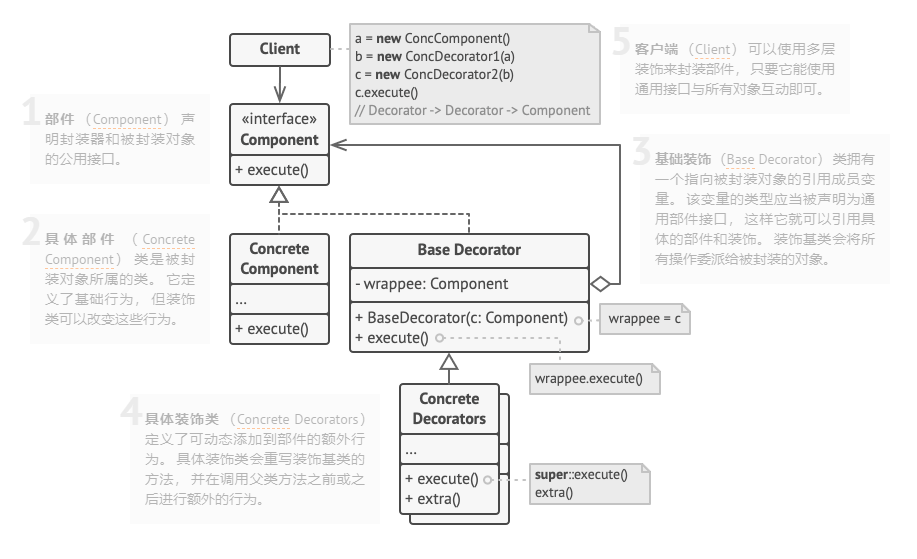 Client
a = new ConcComponent()
b = new ConcDecorator1(a)
c = new ConcDecorator2(b)
c.execute()
// Decorator -> Decorator -> Component
5
客户端 （Client） 可以使用多层
装饰来封装部件， 只要它能使用
通用接口与所有对象互动即可。
1
部件 （Component） 声
明封装器和被封装对象
的公用接口。
«interface»
Component
+ execute()
3
基础装饰 （Base Decorator） 类拥有
一个指向被封装对象的引用成员变
量。 该变量的类型应当被声明为通
用部件接口， 这样它就可以引用具
体的部件和装饰。 装饰基类会将所
有操作委派给被封装的对象。
2
具体部件 （Concrete
Component） 类是被封
装对象所属的类。 它定
义了基础行为， 但装饰
类可以改变这些行为。
Concrete
Component
...
+ execute()
Base Decorator
- wrappee: Component
+ BaseDecorator(c: Component)
+ execute()
wrappee = c
wrappee.execute()
4
具体装饰类 （Concrete Decorators）
定义了可动态添加到部件的额外行
为。 具体装饰类会重写装饰基类的
方法， 并在调用父类方法之前或之
后进行额外的行为。
Concrete
Decorators
...
+ execute()
+ extra()
super::execute()
extra()